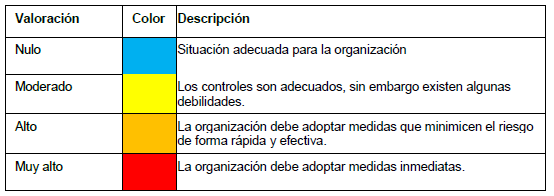 Valoración Color Descripción
Nulo Situación adecuada para la organización
Moderado Los controles son adecuados, sin embargo existen algunas
debilidades.
Alto La organización debe adoptar medidas que minimicen el riesgo
de forma rápida y efectiva.
Muy alto La organización debe adoptar medidas inmediatas.